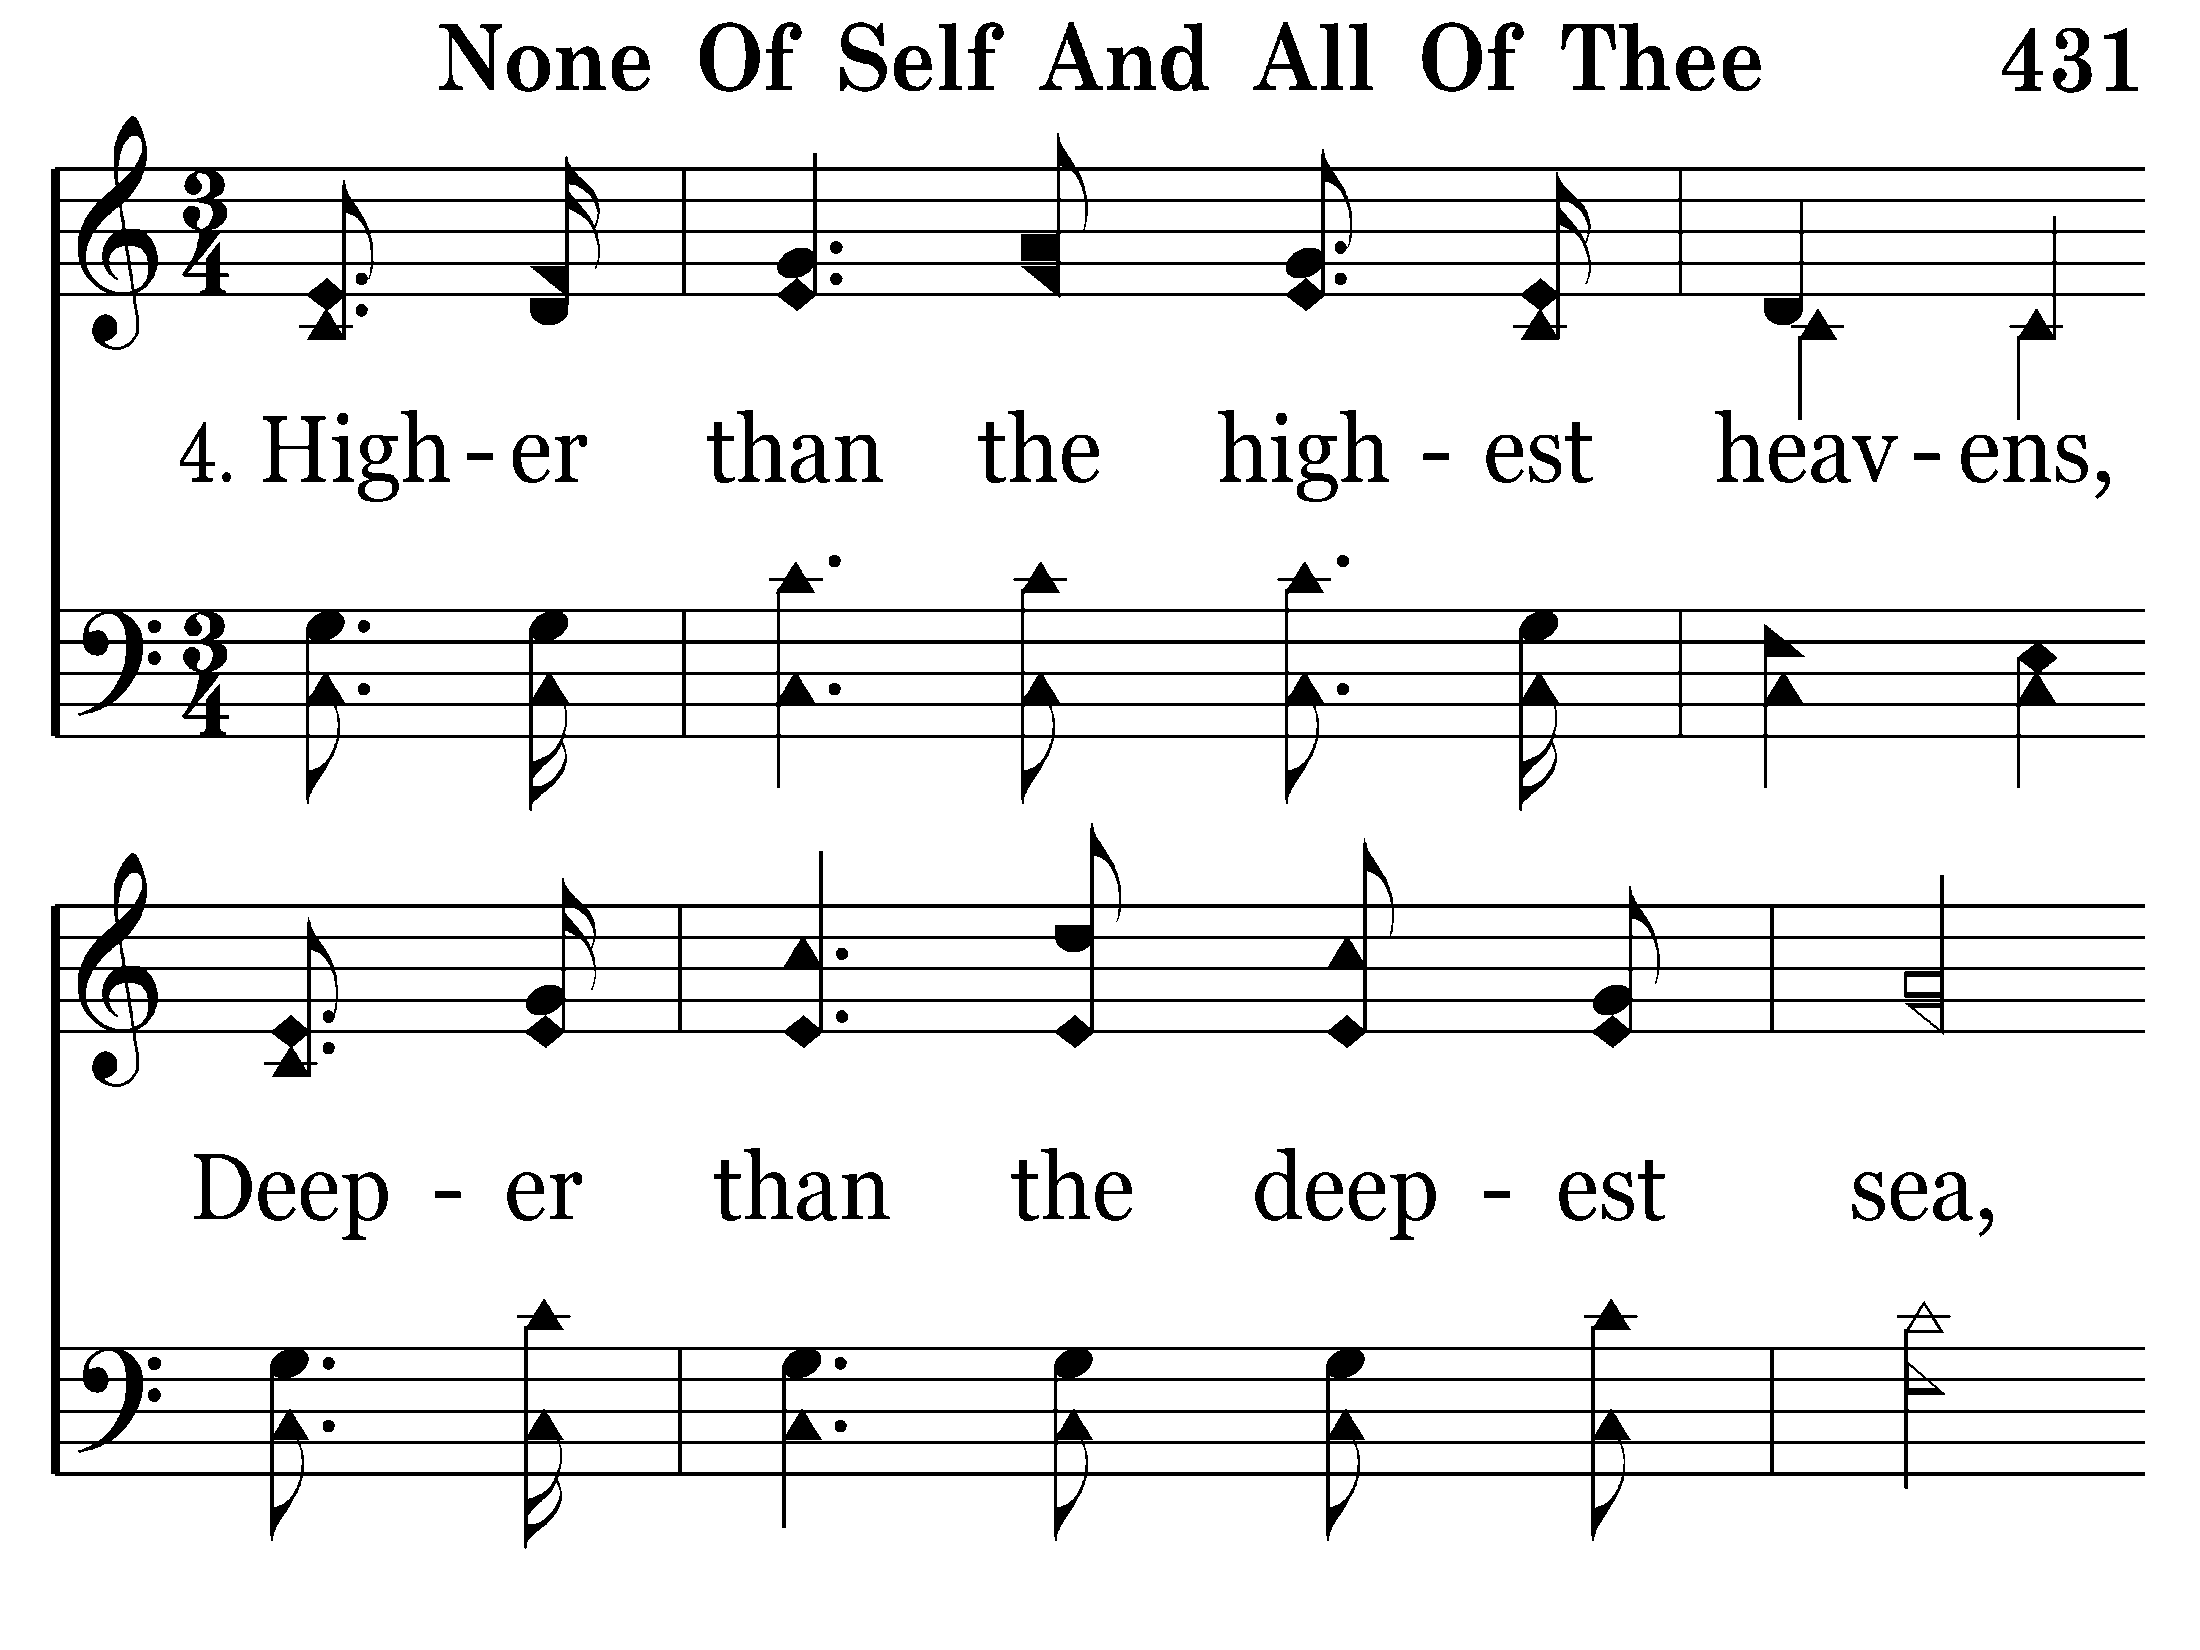 None Of Self And All Of Thee 431
4. High-er than the high-est heav-ens,
Deep-er than the deep-est sea,